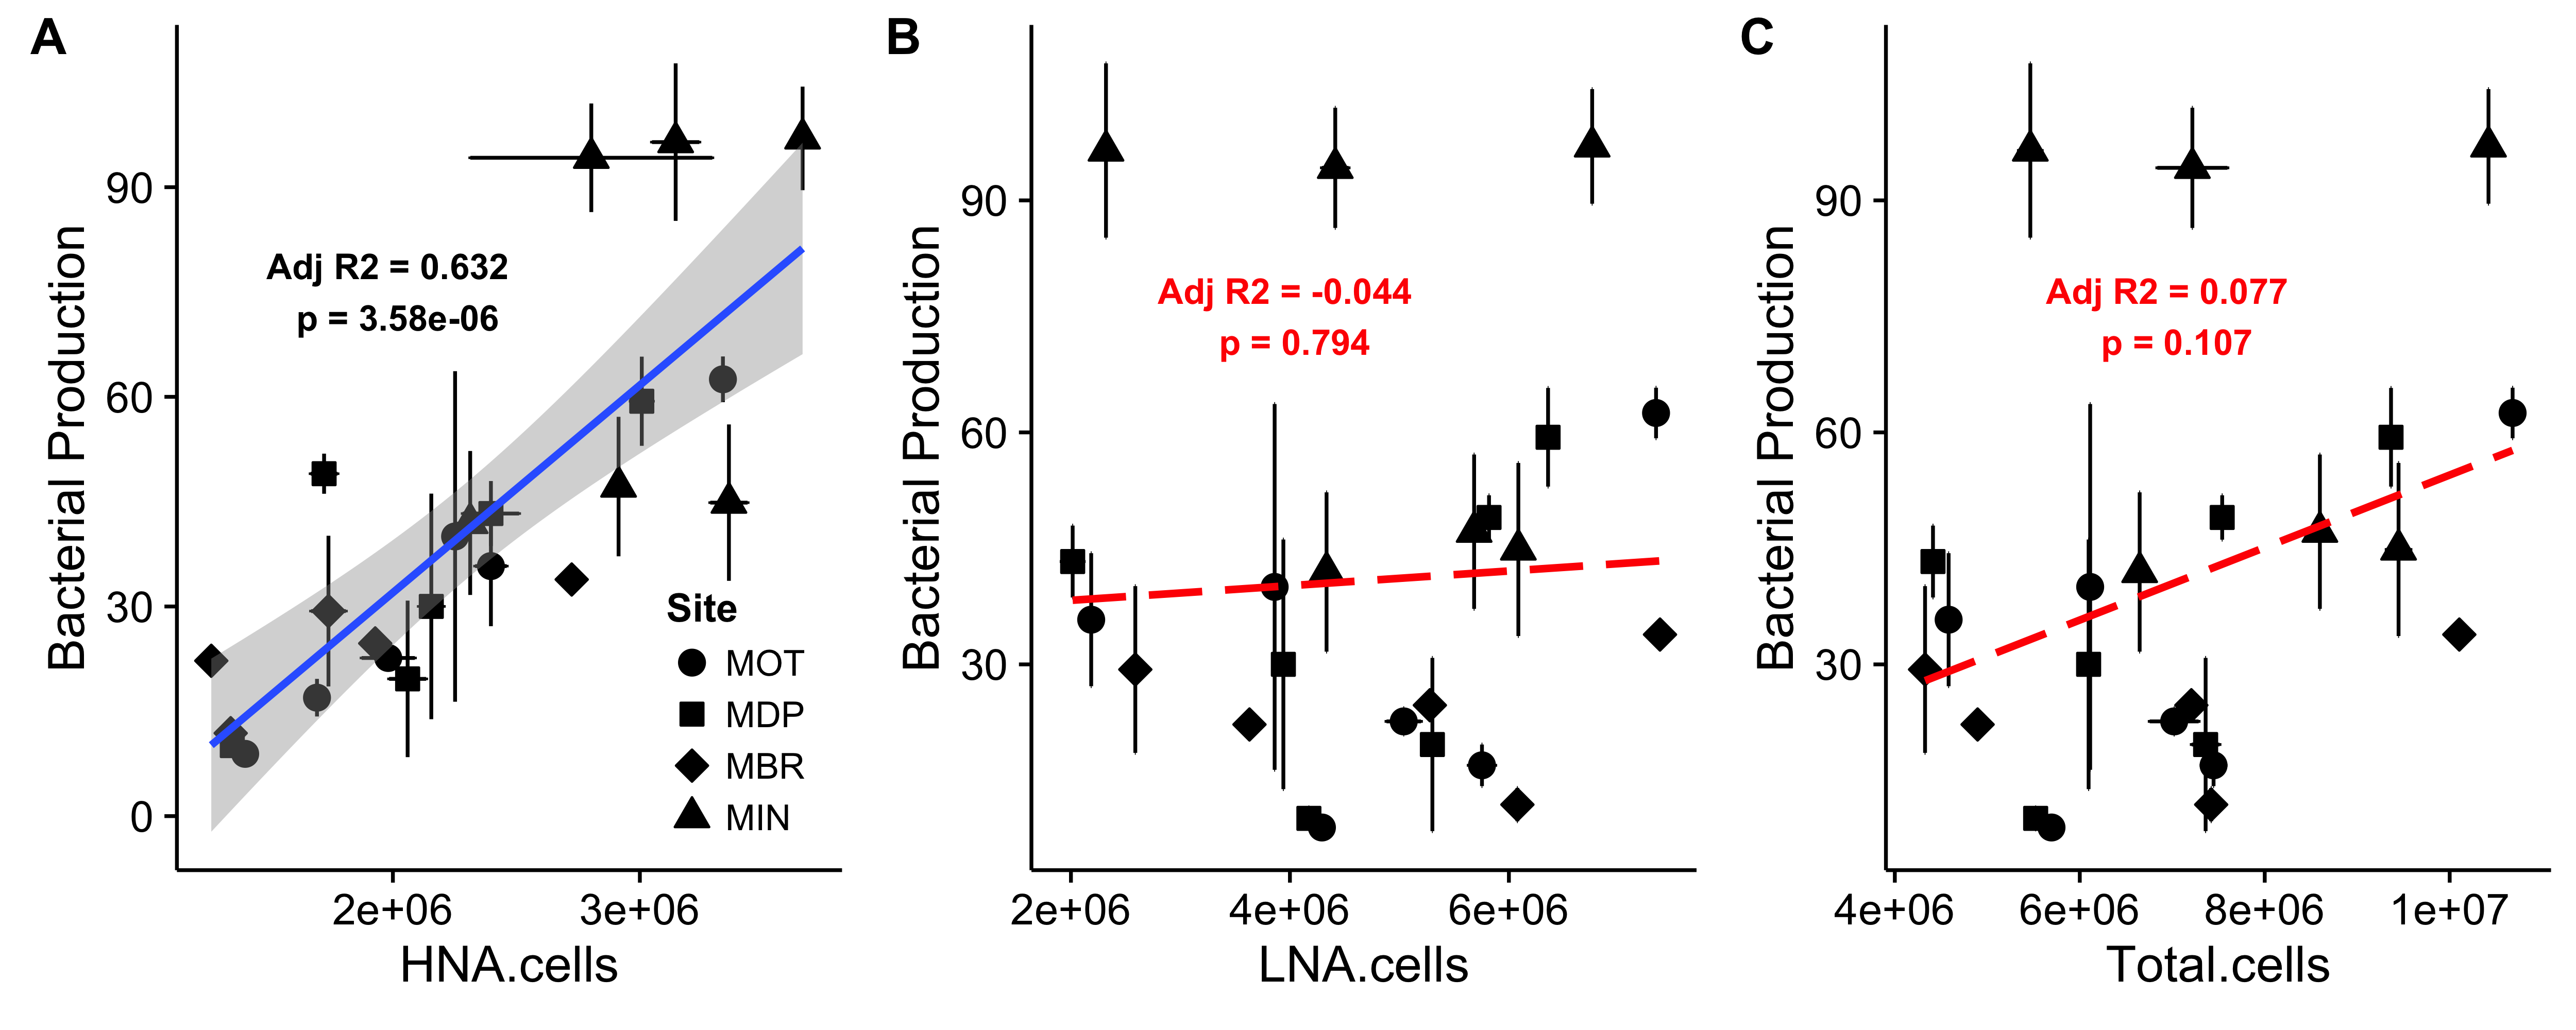 A
Bacterial Production
90
60
30
0
Adj R2 = 0.632
p = 3.58e-06
Site
MOT
MDP
MBR
MIN
2e+06
3e+06
HNA.cells
B
Bacterial Production
90
60
30
Adj R2 = -0.044
p = 0.794
2e+06
4e+06
6e+06
LNA.cells
C
Bacterial Production
90
60
30
Adj R2 = 0.077
p = 0.107
4e+06
6e+06
8e+06
1e+07
Total.cells